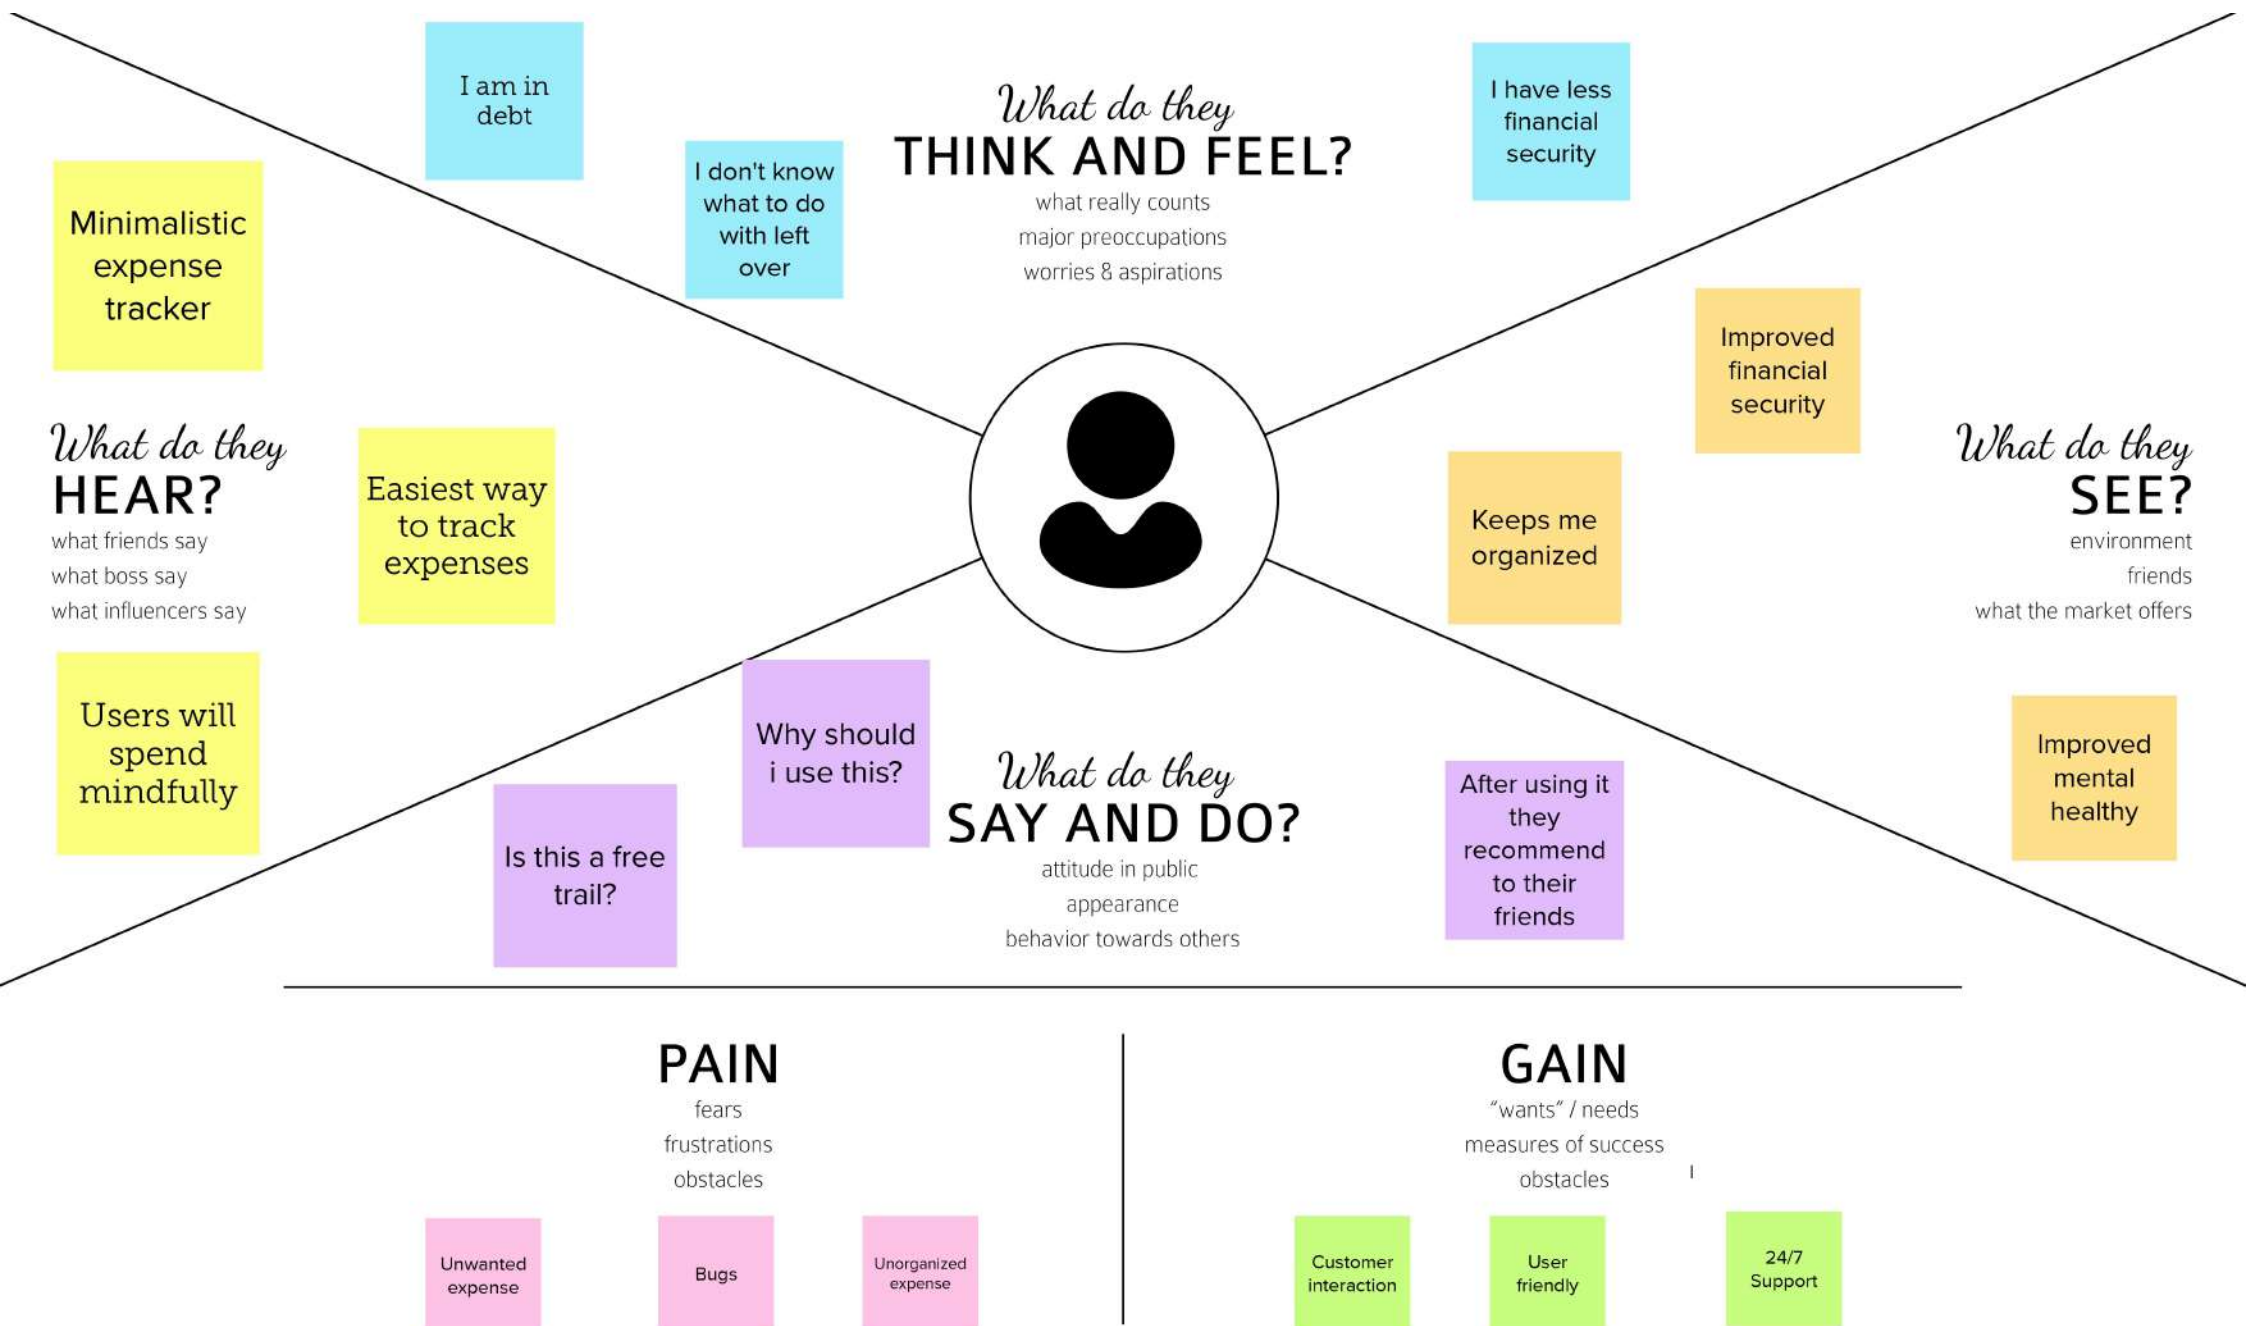 I am in
debt
I don't know
what to do
with left
over
What do they
THINK AND FEEL?
what really counts
major preoccupations
worries & aspirations
I have less
financial
security
Minimalistic
expense
tracker
What do they
HEAR?
what friends say
what boss say
what influencers say
Easiest way
to track
expenses
Users will
spend
mindfully
Improved
financial
security
Keeps me
organized
What do they
SEE?
environment
friends
what the market offers
Improved
mental
healthy
Why should
i use this?
Is this a free
trail?
What do they
SAY AND DO?
attitude in public
appearance
behavior towards others
After using it
they
recommend
to their
friends
PAIN
fears
frustrations
obstacles
Unwanted
expense
Bugs
Unorganized
expense
GAIN
“wants” / needs
measures of success
obstacles
Customer
interaction
User
friendly
24/7
Support